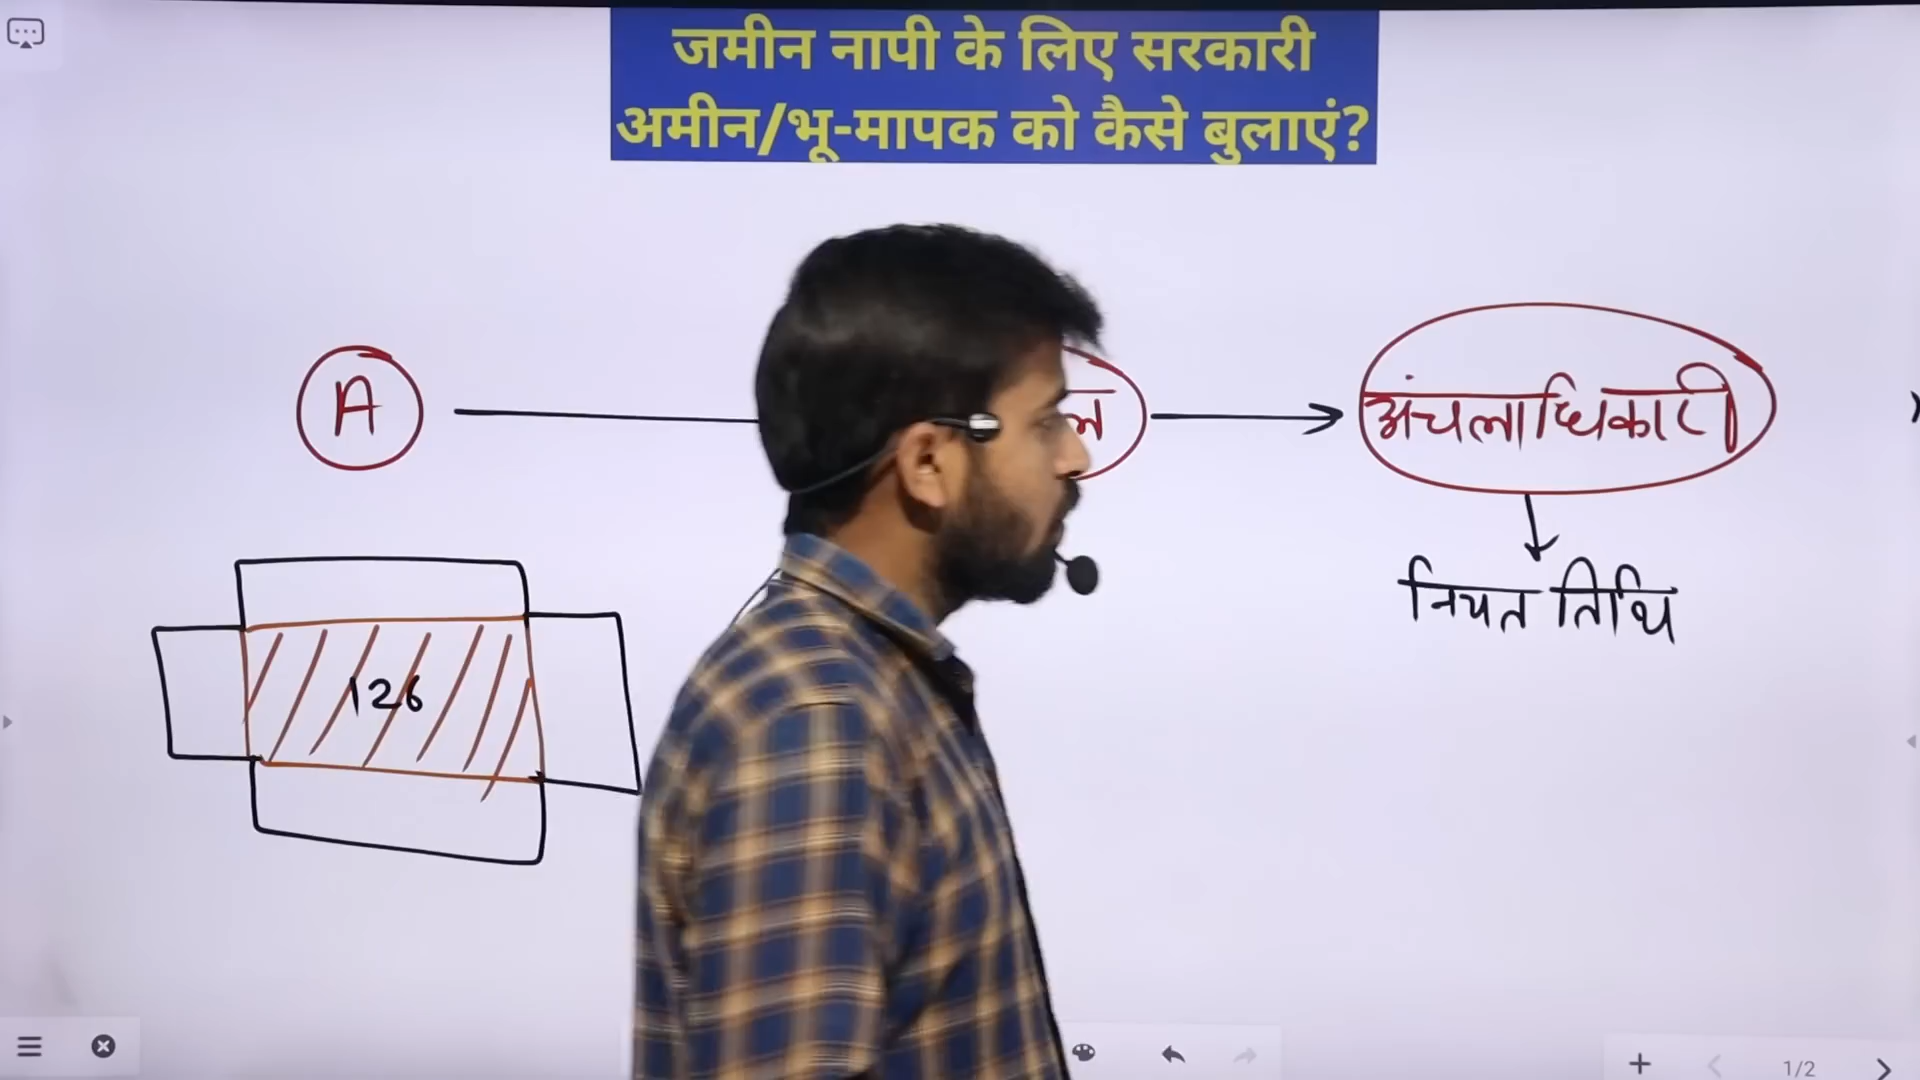 जमीन नापी के लिए सरकारी
अमीन/भू-मापक को कैसे बुलाएं?
A
अंचलाधिकारी
नियत तिथि
126
1/2